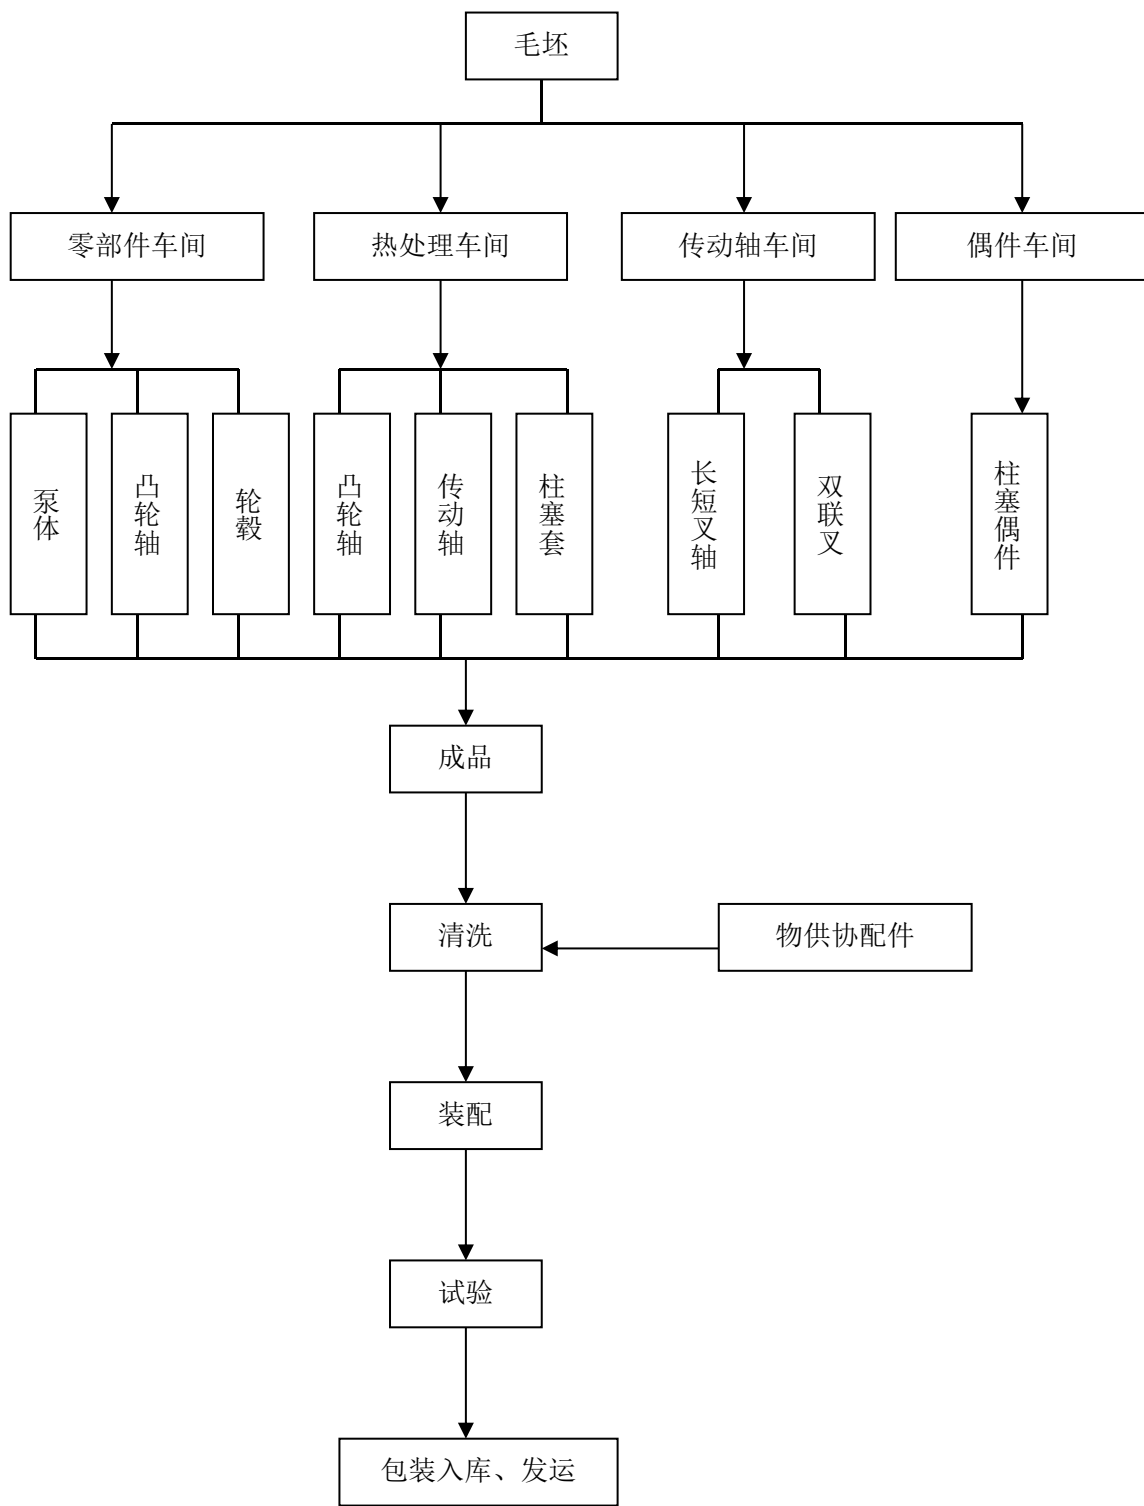 毛坯
零部件车间
热处理车间
传动轴车间
偶件车间
泵体
凸轮轴
轮毂
凸轮轴
传动轴
柱塞套
长短叉轴
双联叉
柱塞偶件
成品
清洗
物供协配件
装配
试验
包装入库、发运